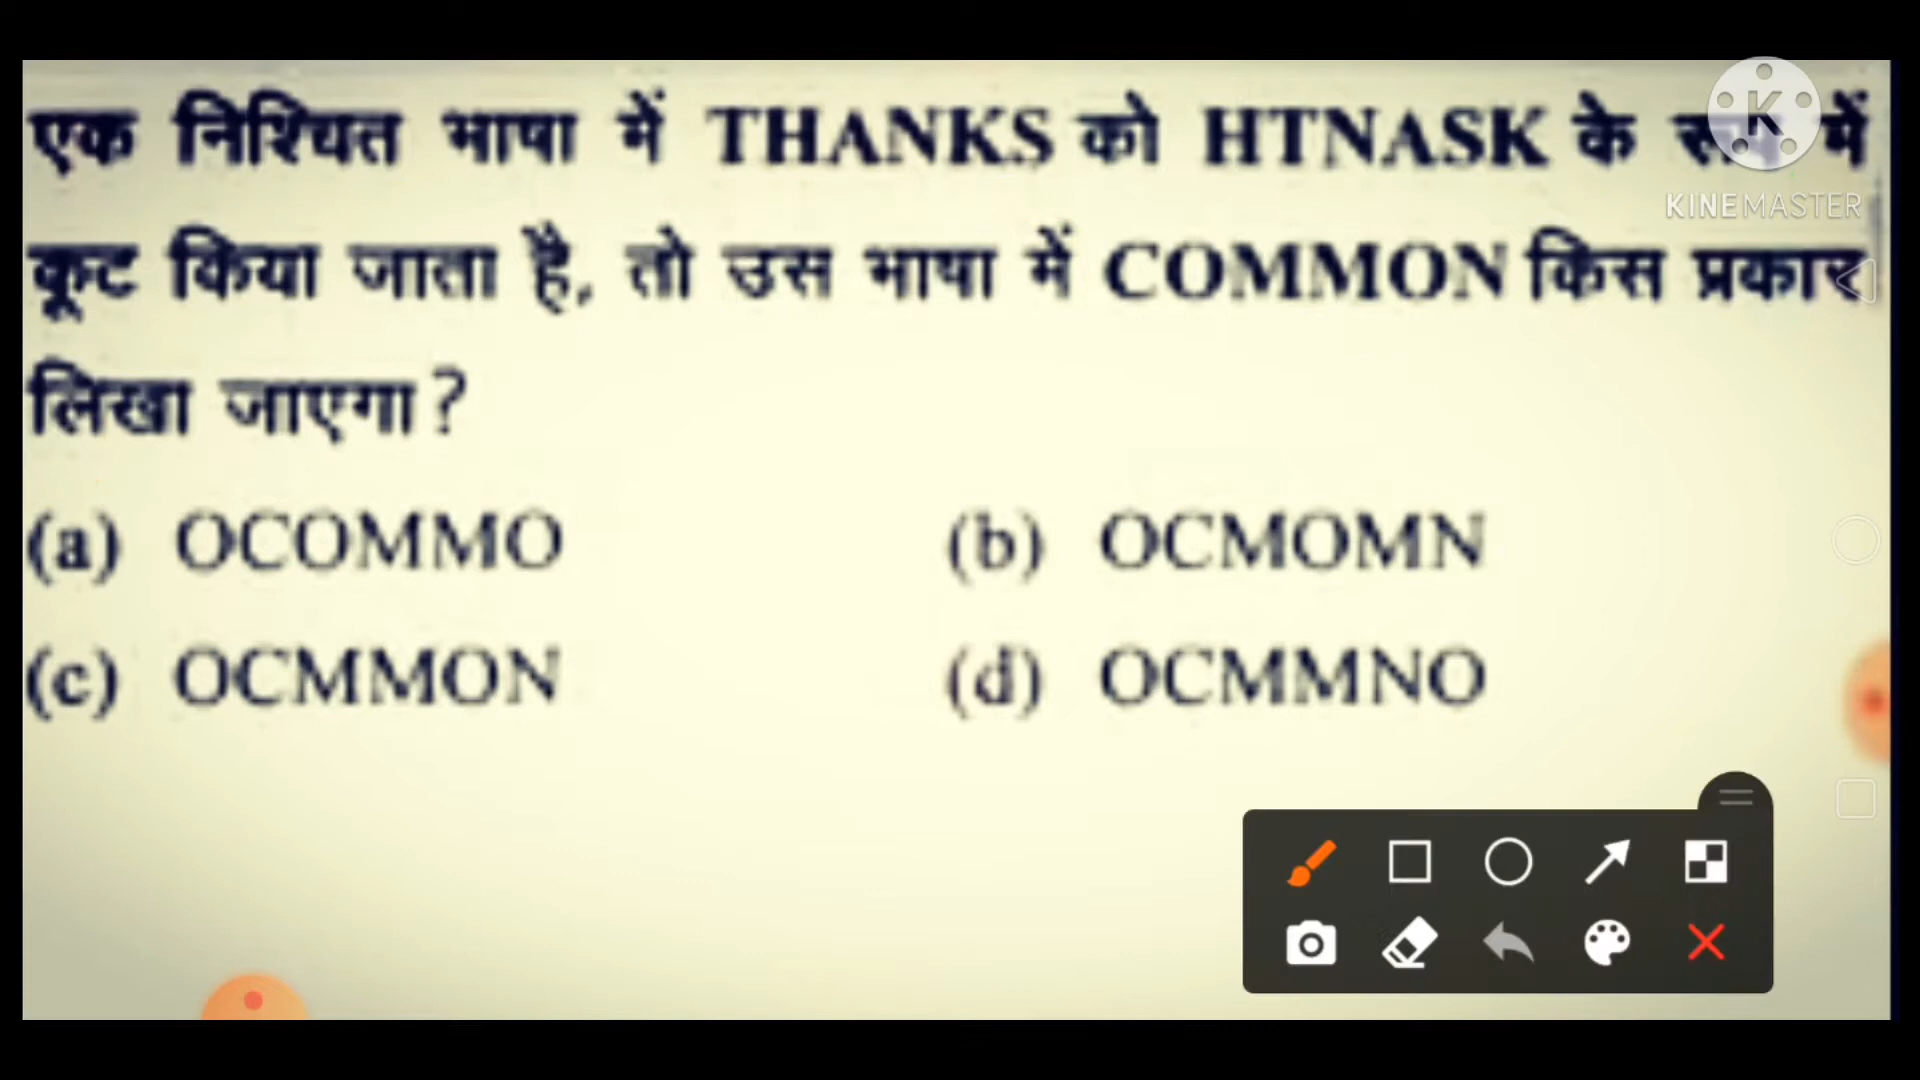 एक निश्चित भाषा में THANKS को HTNASK के रूप में
K
KINEMASTER
कूट किया जाता है, तो उस भाषा में COMMON किस प्रकार
लिखा जाएगा?
(a) OCOMMO (b) OCMOMN
(c) OCMMON (d) OCMMNO